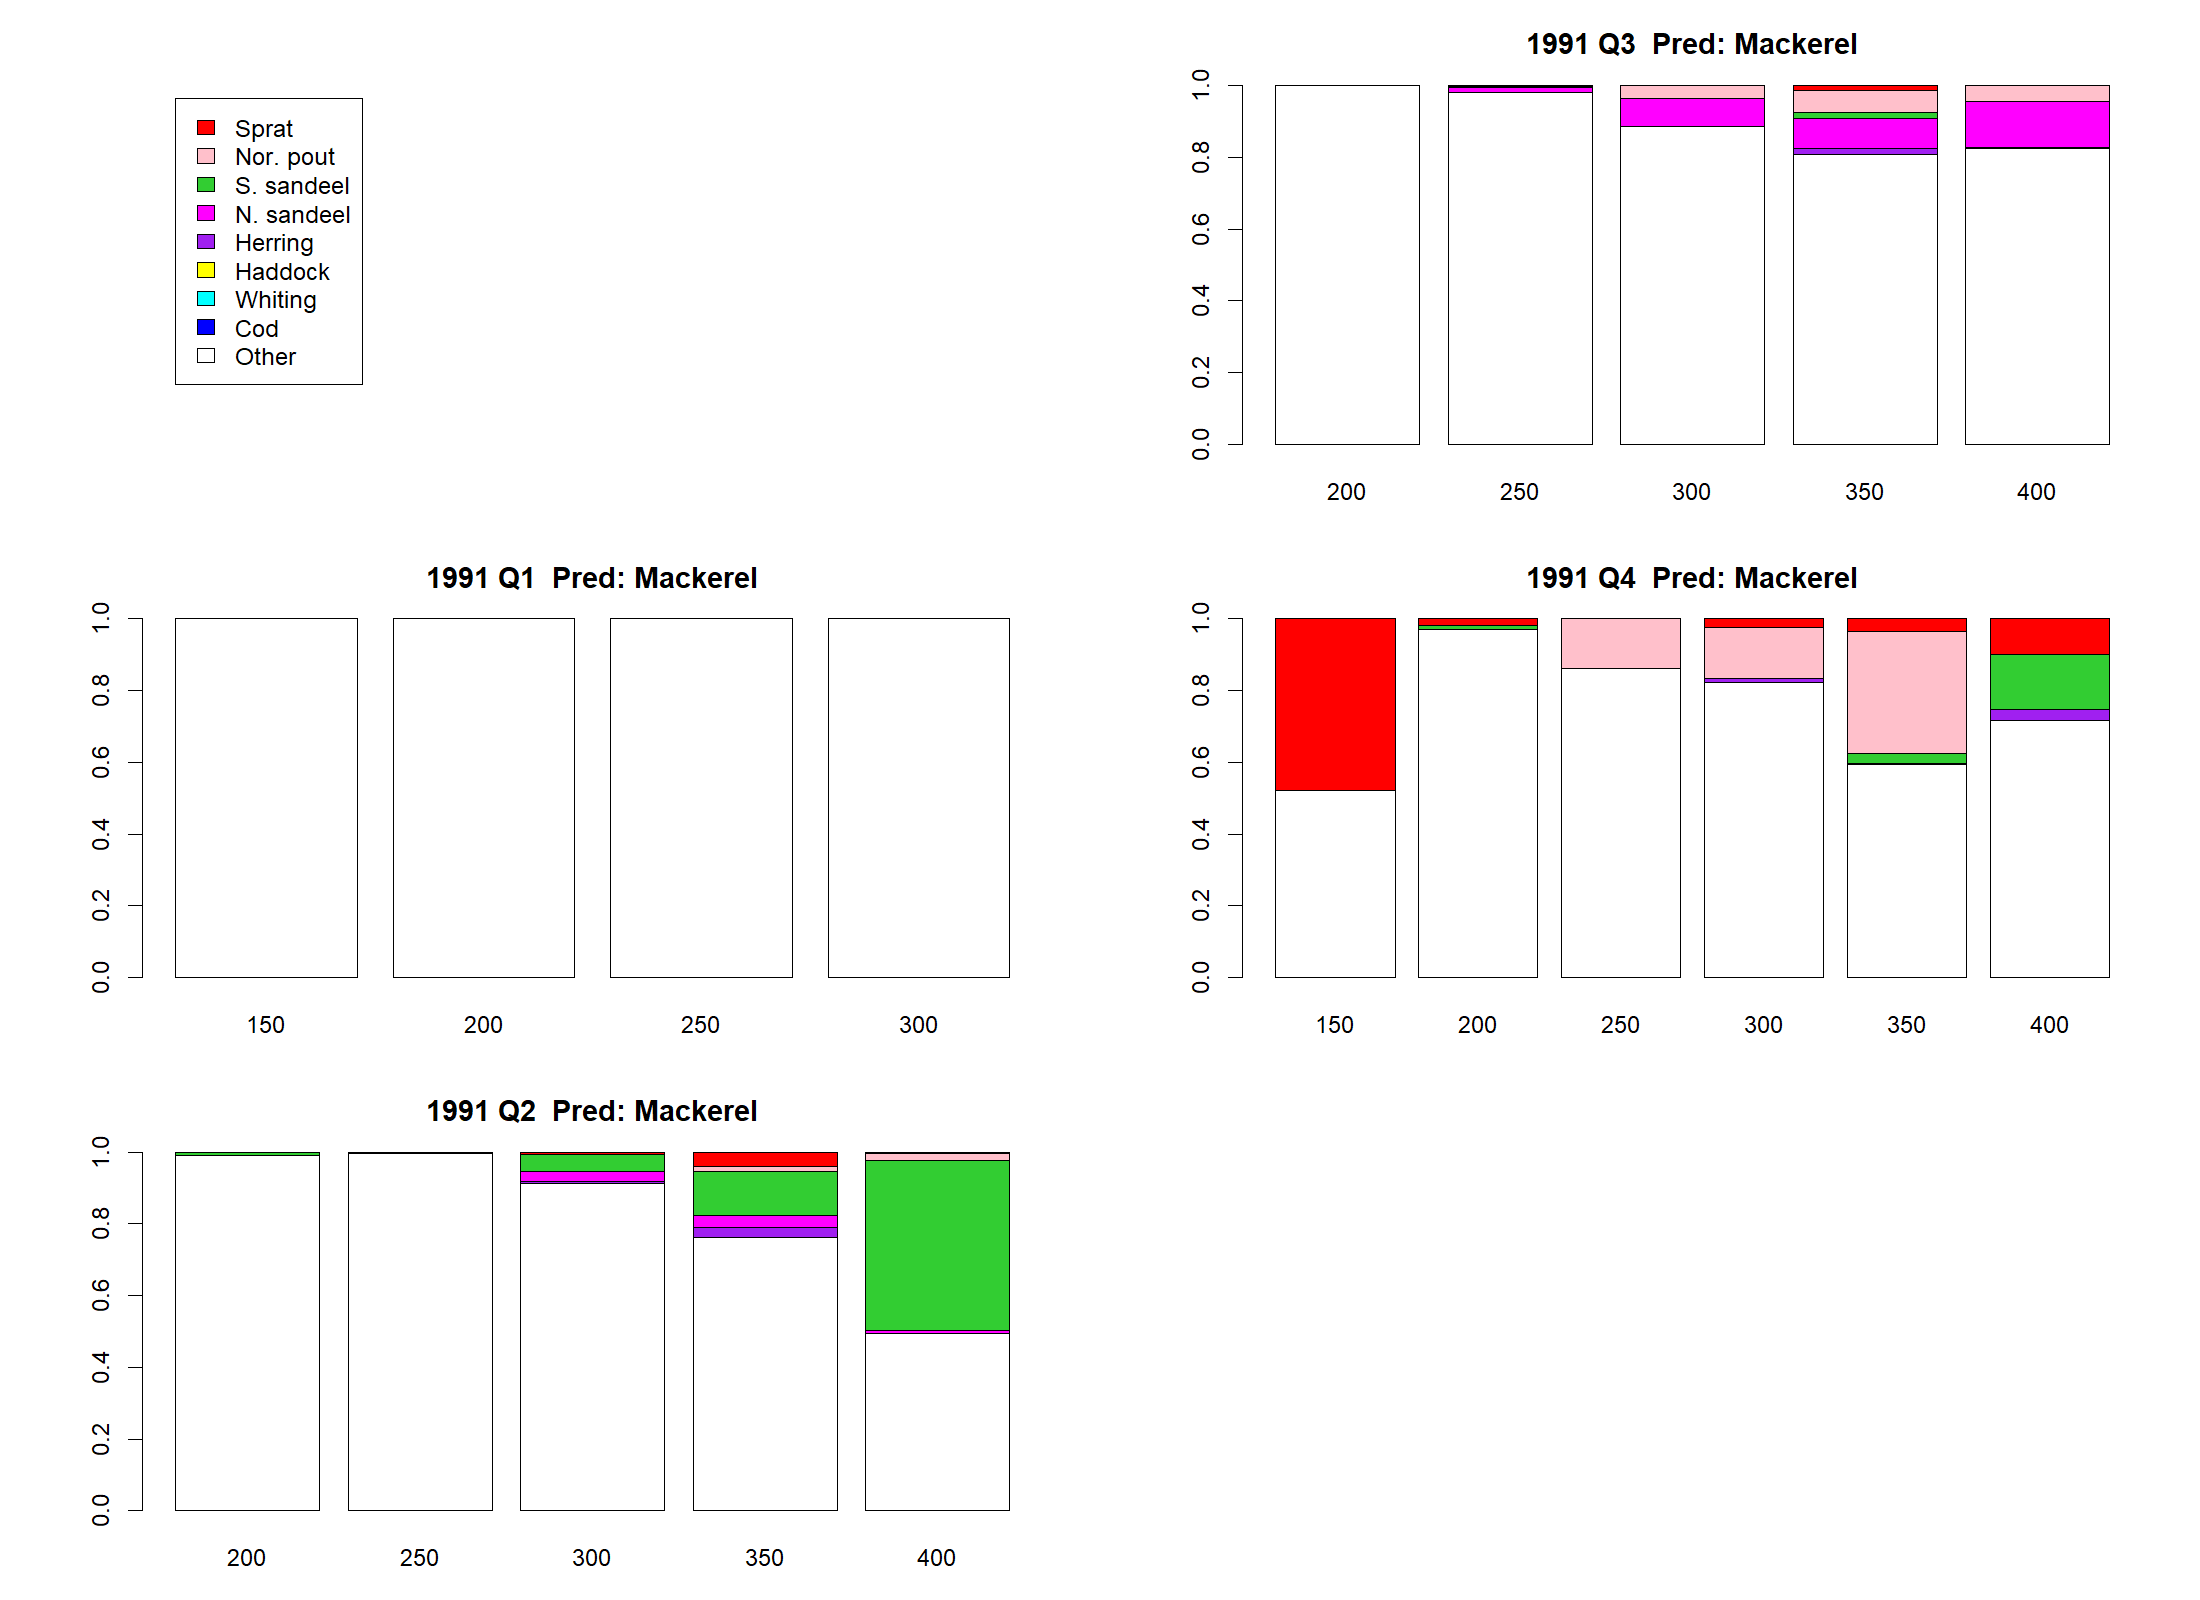 Sprat
Nor. pout
S. sandeel
N. sandeel
Herring
Haddock
Whiting
Cod
Other
1991 Q1  Pred: Mackerel
1.0
0.8
0.6
0.4
0.2
0.0
150 200 250 300
1991 Q2  Pred: Mackerel
1.0
0.8
0.6
0.4
0.2
0.0
200 250 300 350 400
1991 Q3  Pred: Mackerel
1.0
0.8
0.6
0.4
0.2
0.0
200 250 300 350 400
1991 Q4  Pred: Mackerel
1.0
0.8
0.6
0.4
0.2
0.0
150 200 250 300 350 400